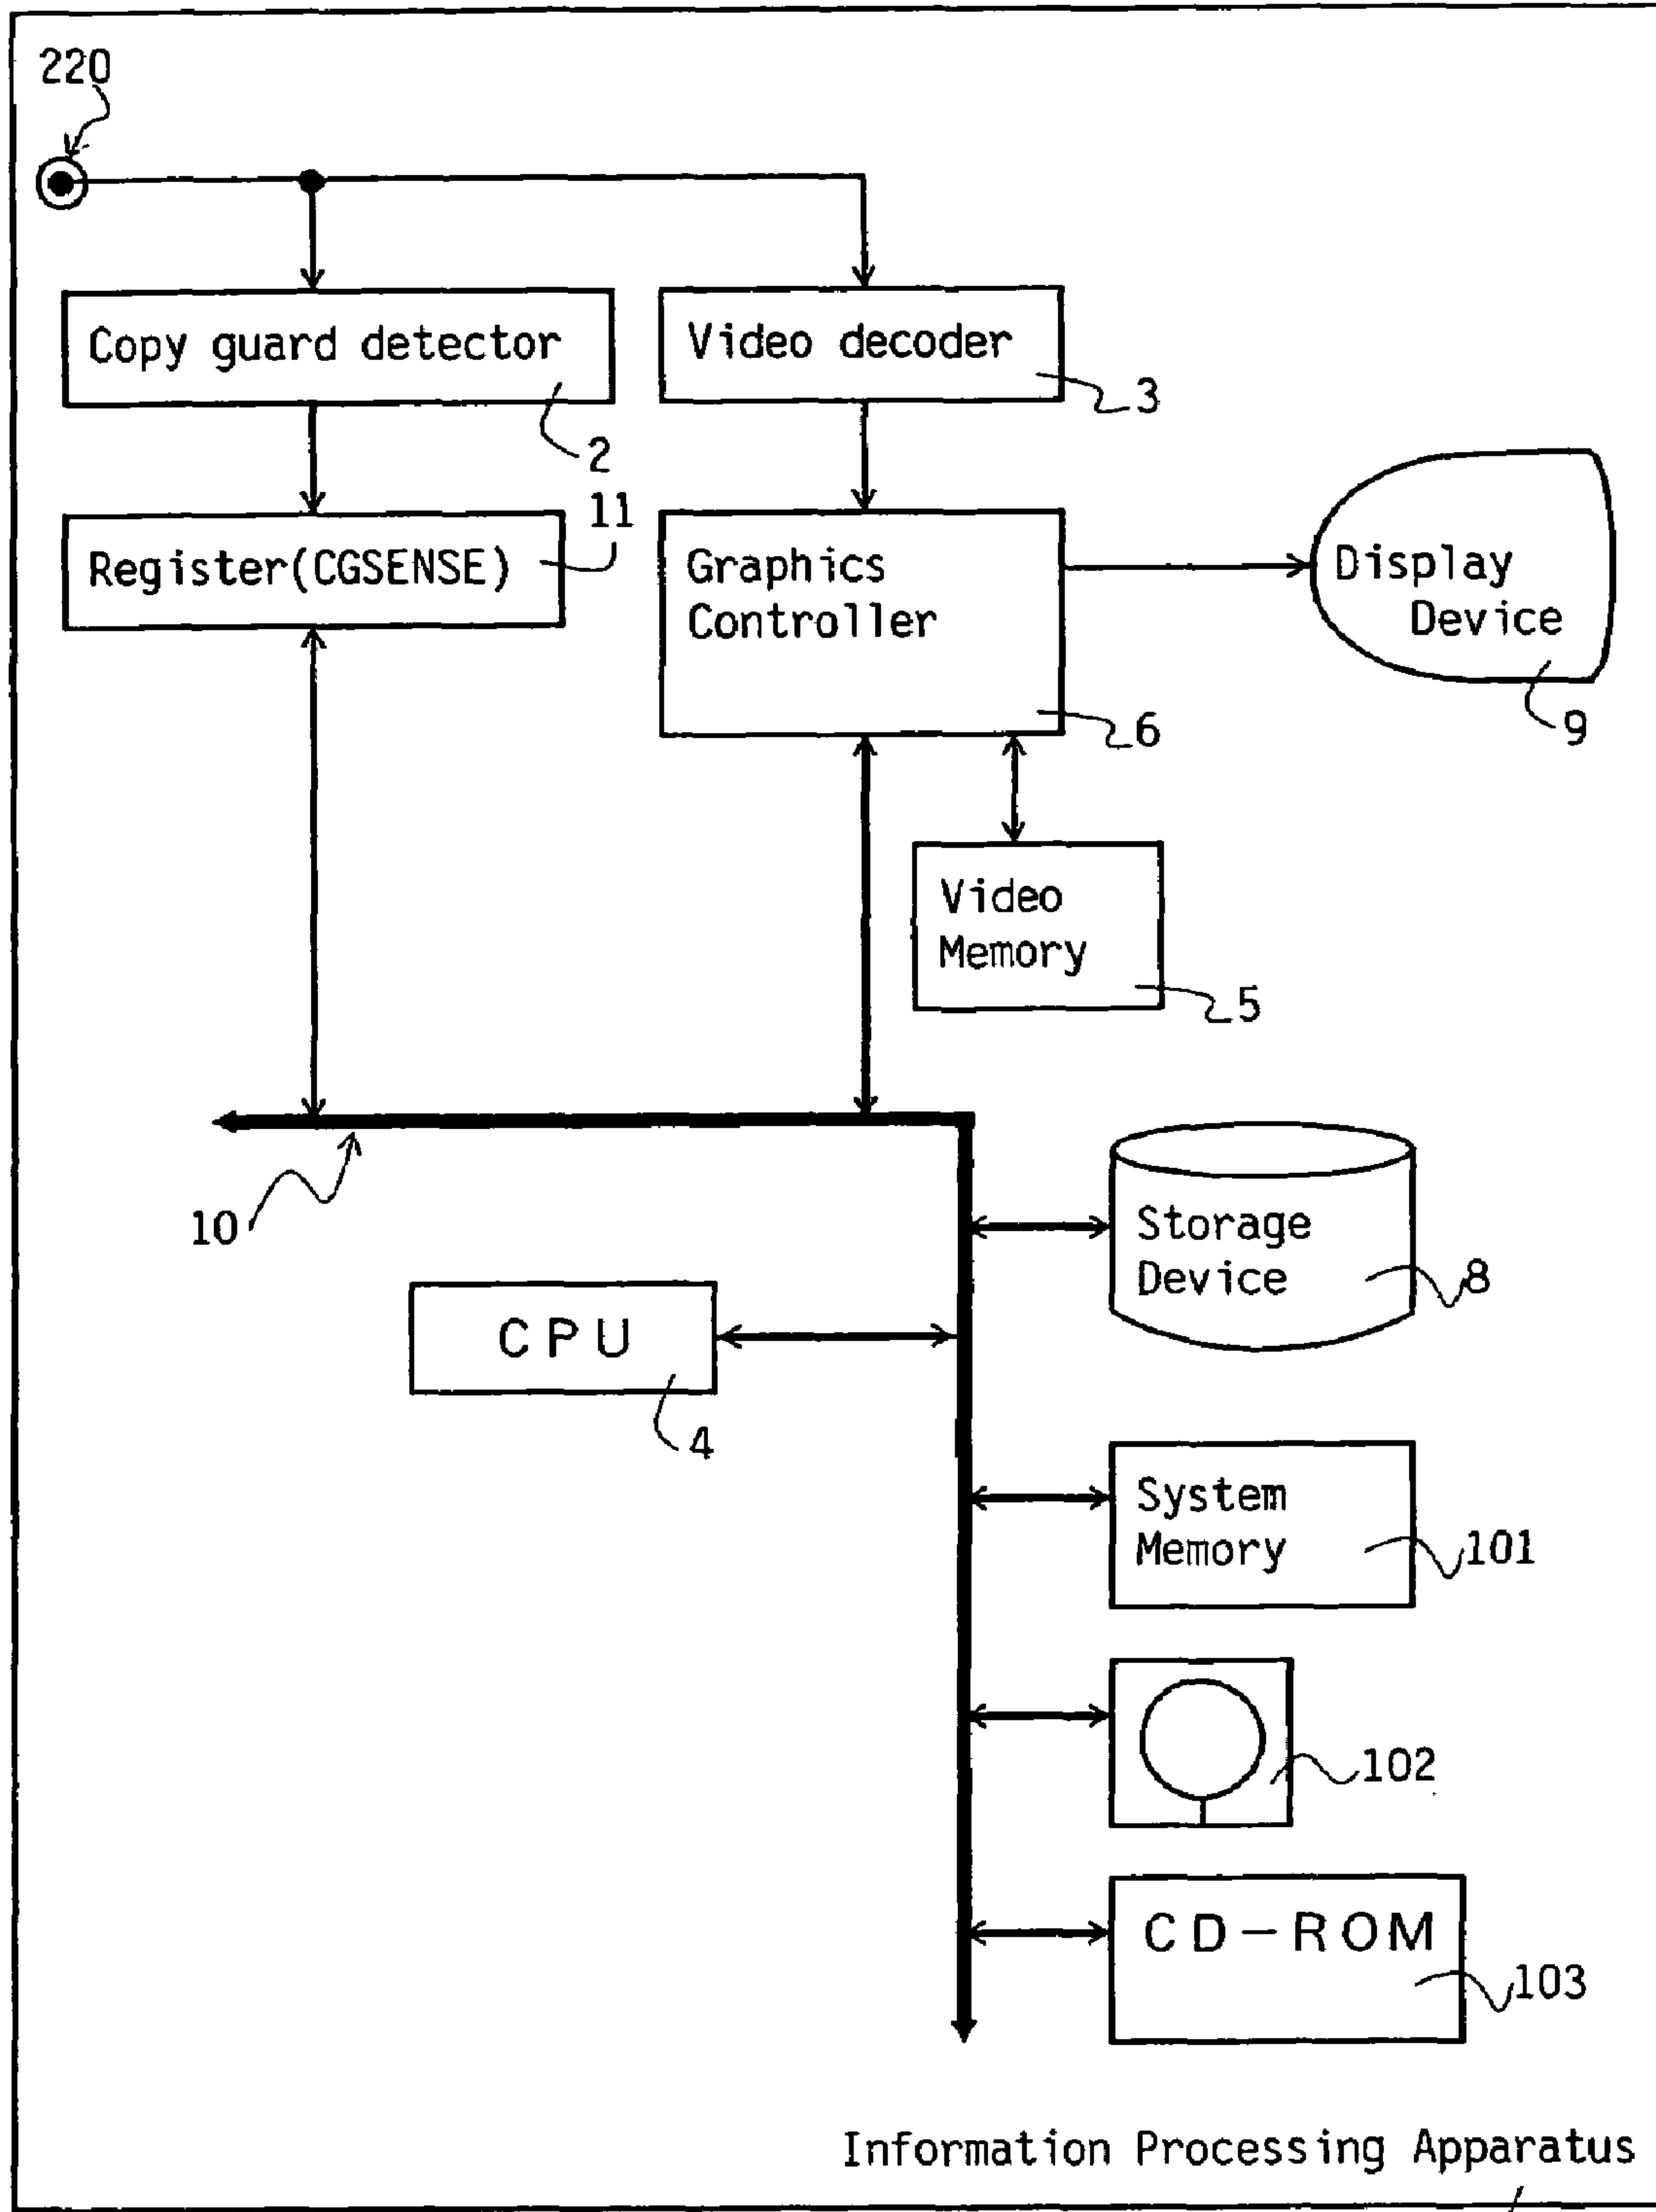 220
Copy guard detector
2
Video decoder
3
Register(CGSENSE)
11
Graphics
Controller
6
Display
Device
9
Video
Memory
5
10
Storage
Device
8
CPU
4
System
Memory
101
102
CD-ROM
103
Information Processing Apparatus